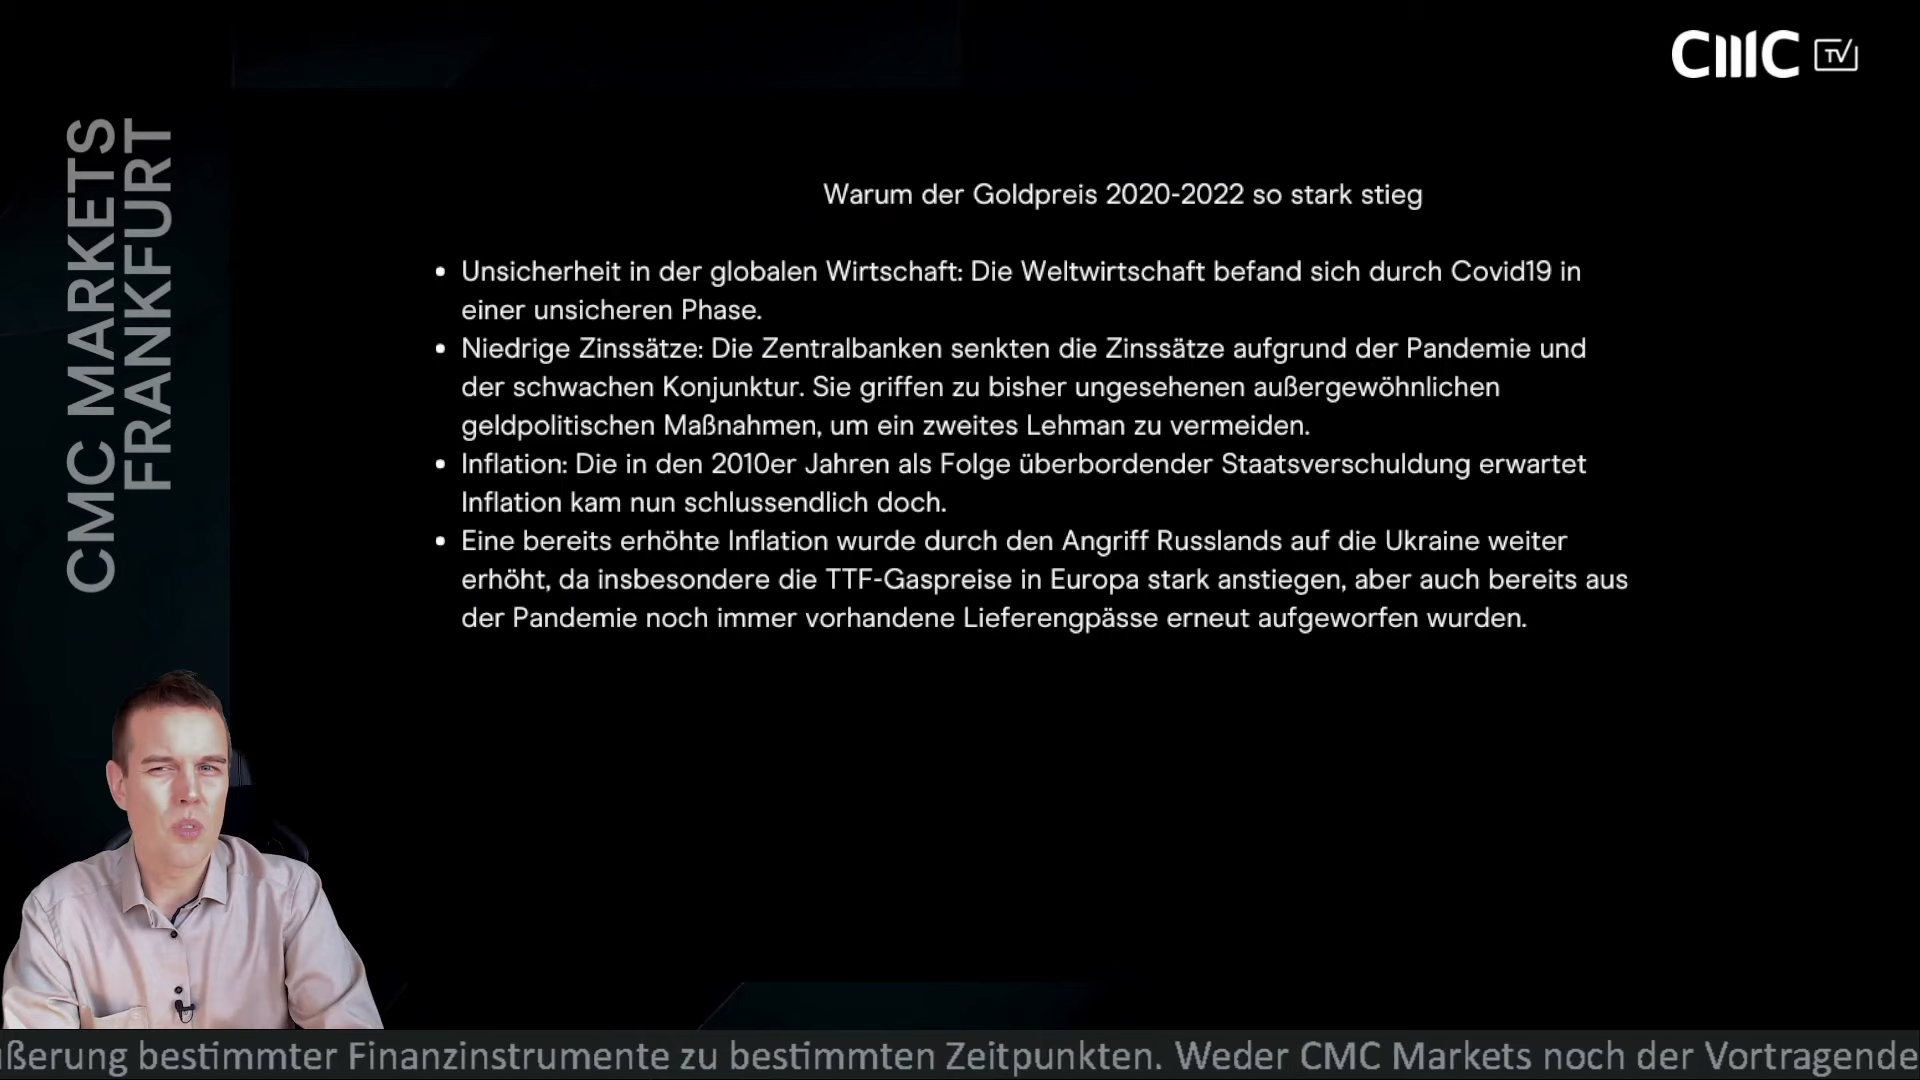 CMC TV
CMC MARKETS
FRANKFURT
Warum der Goldpreis 2020-2022 so stark stieg
• Unsicherheit in der globalen Wirtschaft: Die Weltwirtschaft befand sich durch Covid19 in
einer unsicheren Phase.
• Niedrige Zinssätze: Die Zentralbanken senkten die Zinssätze aufgrund der Pandemie und
der schwachen Konjunktur. Sie griffen zu bisher ungesehenen außergewöhnlichen
geldpolitischen Maßnahmen, um ein zweites Lehman zu vermeiden.
• Inflation: Die in den 2010er Jahren als Folge überbordender Staatsverschuldung erwartet
Inflation kam nun schlussendlich doch.
• Eine bereits erhöhte Inflation wurde durch den Angriff Russlands auf die Ukraine weiter
erhöht, da insbesondere die TTF-Gaspreise in Europa stark anstiegen, aber auch bereits aus
der Pandemie noch immer vorhandene Lieferengpässe erneut aufgeworfen wurden.
ußerung bestimmter Finanzinstrumente zu bestimmten Zeitpunkten. Weder CMC Markets noch der Vortragende